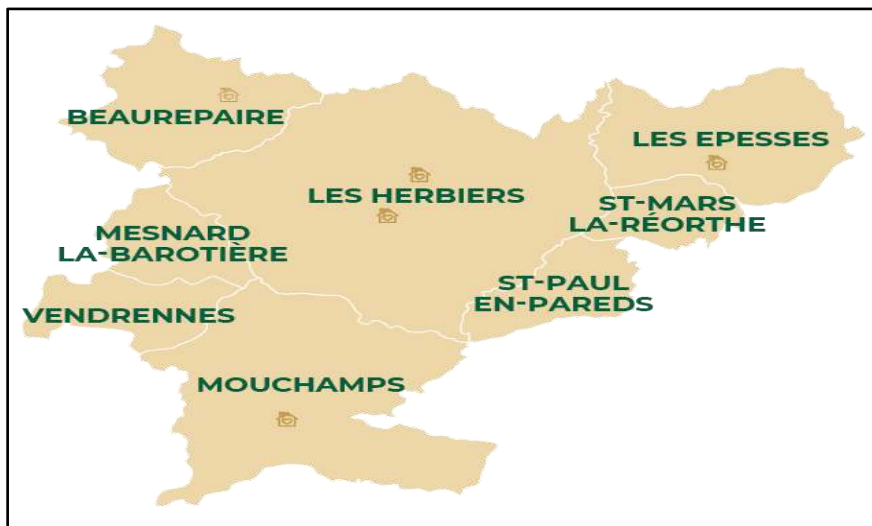 BEAUREPAIRE
LES EPESSES
LES HERBIERS
ST-MARS
LA-RÉORTHE
MESNARD
LA-BAROTIÈRE
ST-PAUL
EN-PAREDS
VENDRENNES
MOUCHAMPS